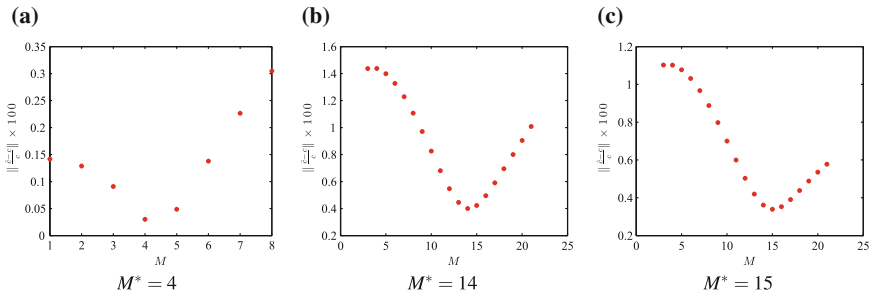 (a)
0.35
0.3
0.25
0.2
0.15
0.1
0.05
0
1 2 3 4 5 6 7 8
‖ĉ−c/c‖ × 100
M
M* = 4
(b)
1.6
1.4
1.2
1
0.8
0.6
0.4
0.2
0 5 10 15 20 25
‖ĉ−c/c‖ × 100
M
M* = 14
(c)
1.2
1
0.8
0.6
0.4
0.2
0 5 10 15 20 25
‖ĉ−c/c‖ × 100
M
M* = 15